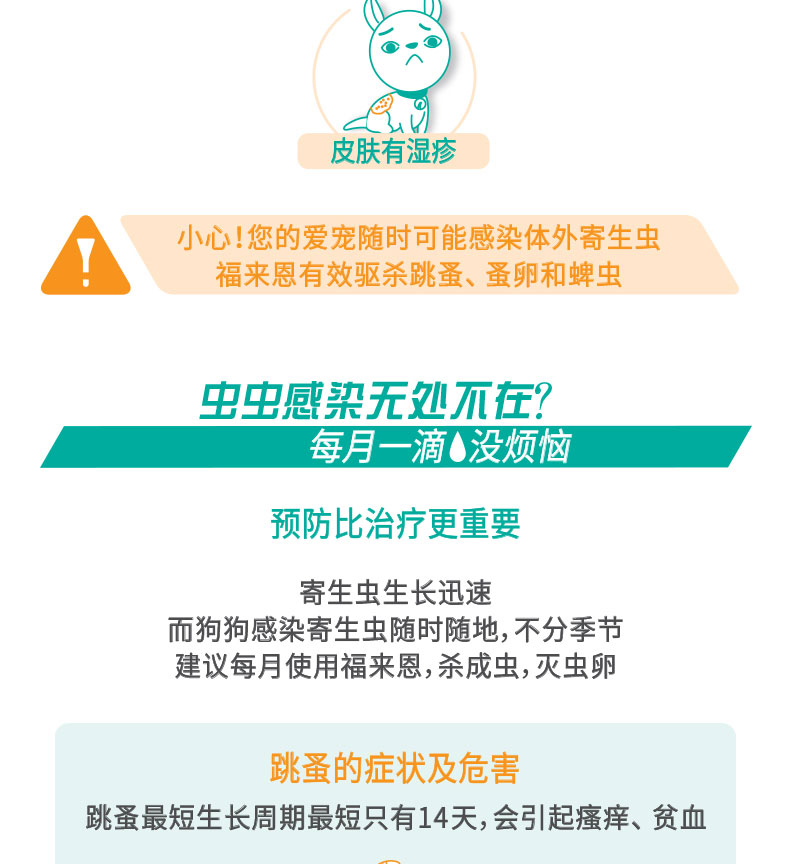 皮肤有湿疹
小心！您的爱宠随时可能感染体外寄生虫
福来恩有效驱杀跳蚤、蚤卵和蜱虫
虫虫感染无处不在？
每月一滴没烦恼
预防比治疗更重要
寄生虫生长迅速
而狗狗感染寄生虫随时随地，不分季节
建议每月使用福来恩，杀成虫，灭虫卵
跳蚤的症状及危害
跳蚤最短生长周期最短只有14天，会引起瘙痒、贫血